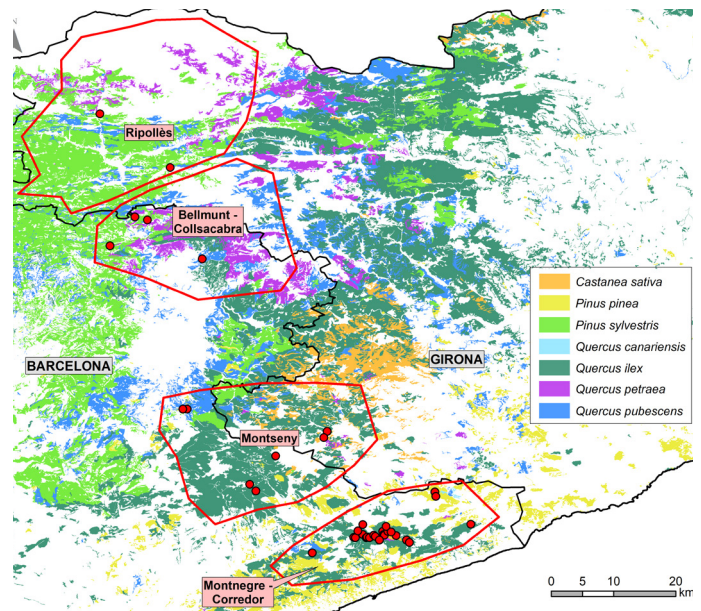 Ripollès
Bellmunt -
Collsacabra
Castanea sativa
Pinus pinea
Pinus sylvestris
Quercus canariensis
Quercus ilex
Quercus petraea
Quercus pubescens
BARCELONA
GIRONA
Montseny
Montnegre -
Corredor
0 5 10 20
km